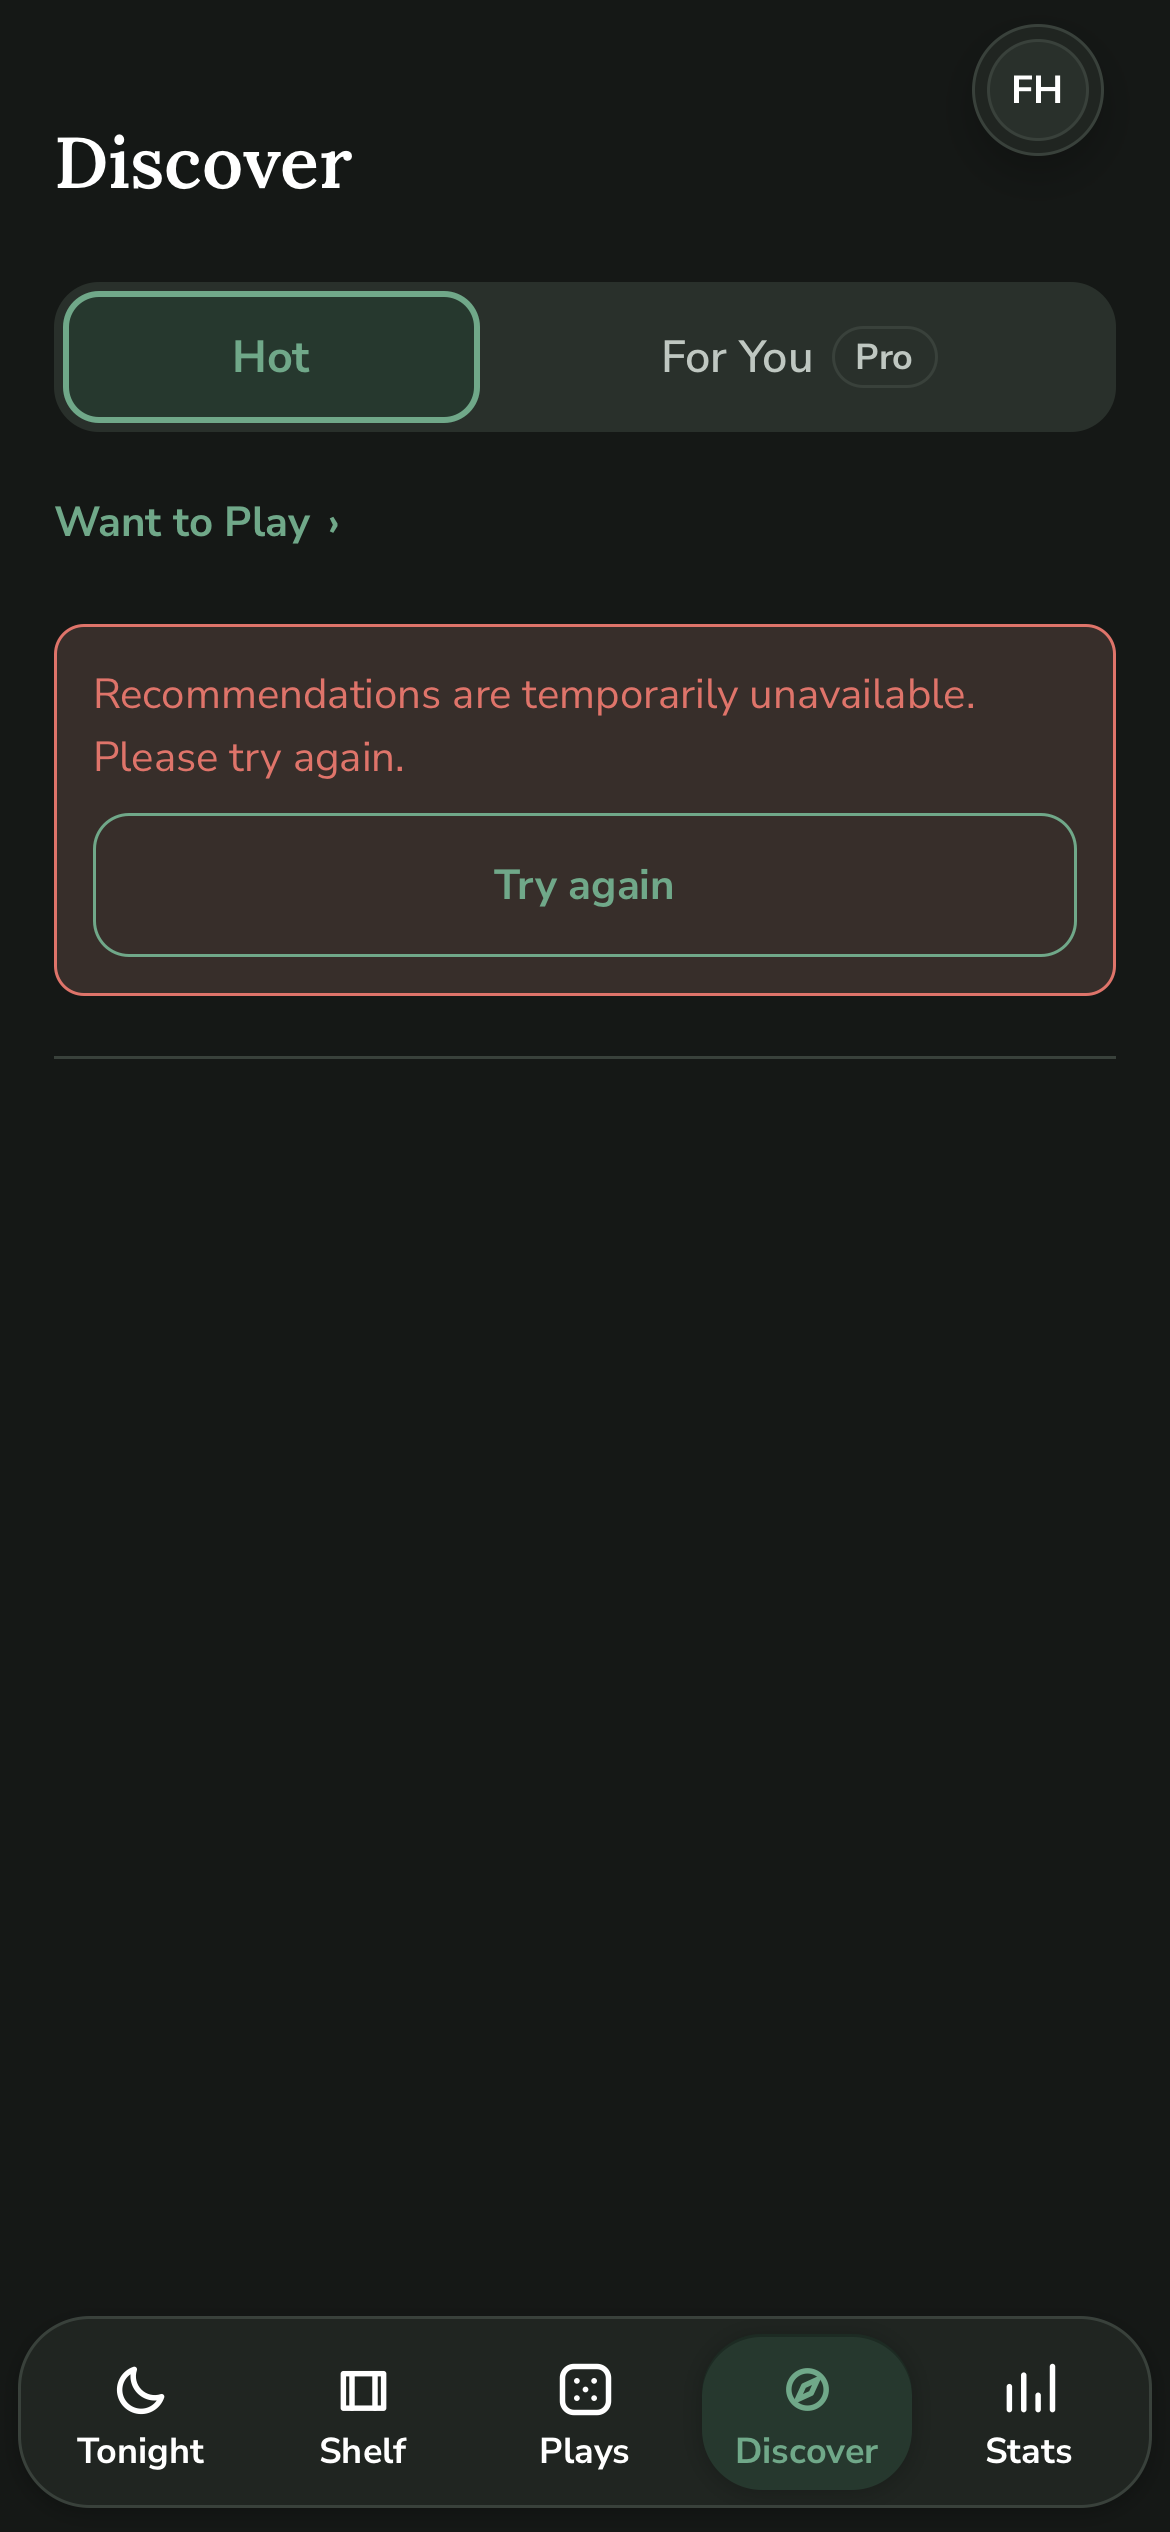 FH
Discover
Hot
For You Pro
Want to Play ›
Recommendations are temporarily unavailable.
Please try again.
Try again
Tonight
Shelf
Plays
Discover
Stats